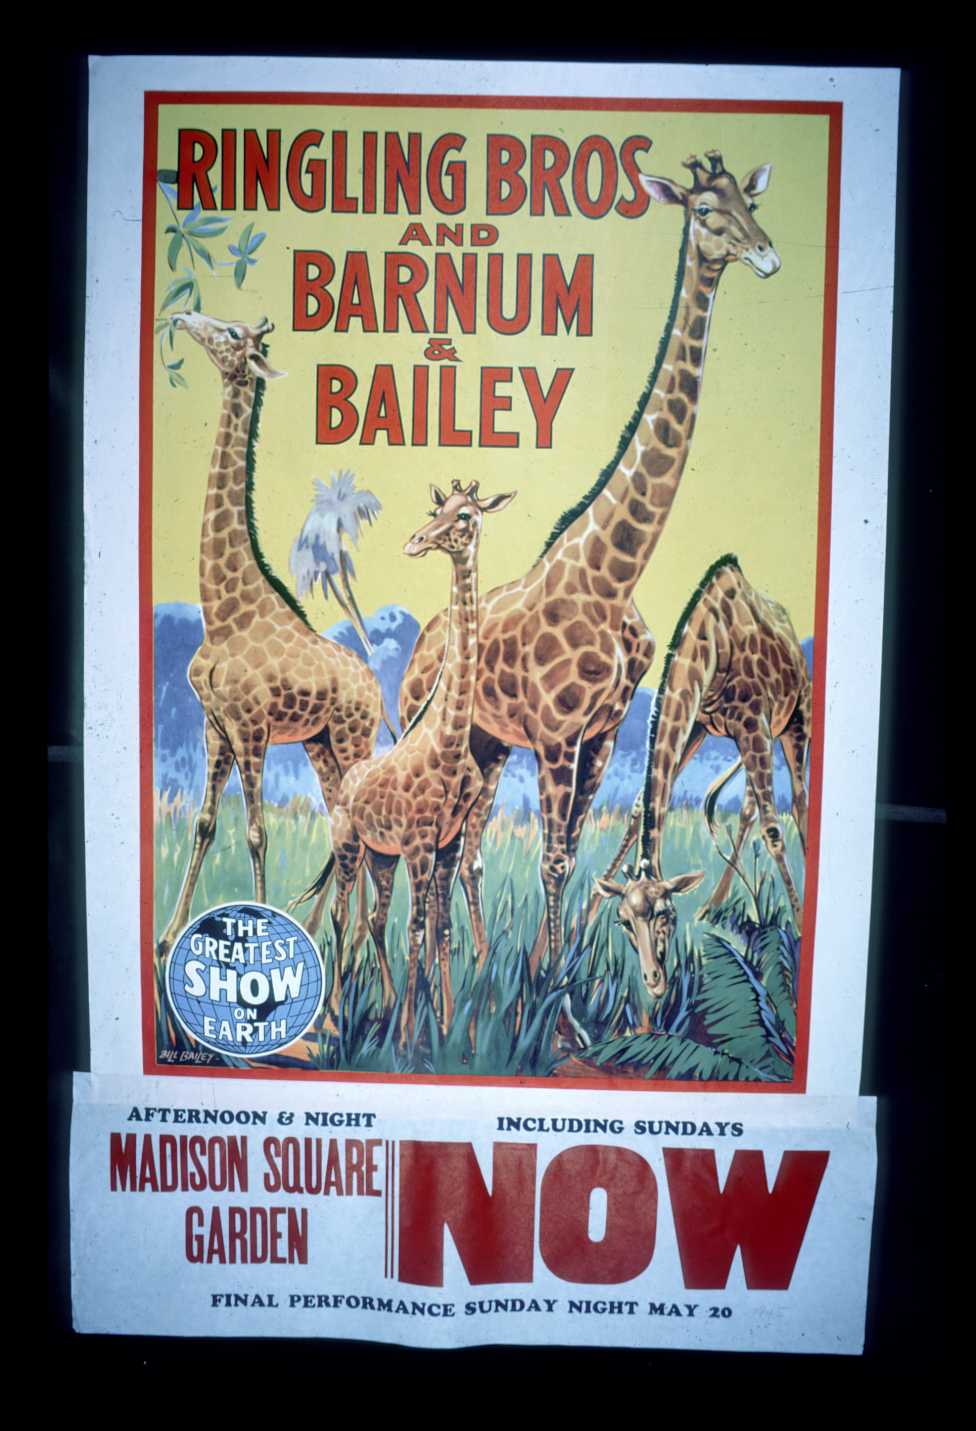 RINGLING BROS
AND
BARNUM
&
BAILEY
THE
GREATEST
SHOW
ON
EARTH
BILL BAILEY-
AFTERNOON & NIGHT
INCLUDING SUNDAYS
MADISON SQUARE
GARDEN
NOW
FINAL PERFORMANCE SUNDAY NIGHT MAY 20